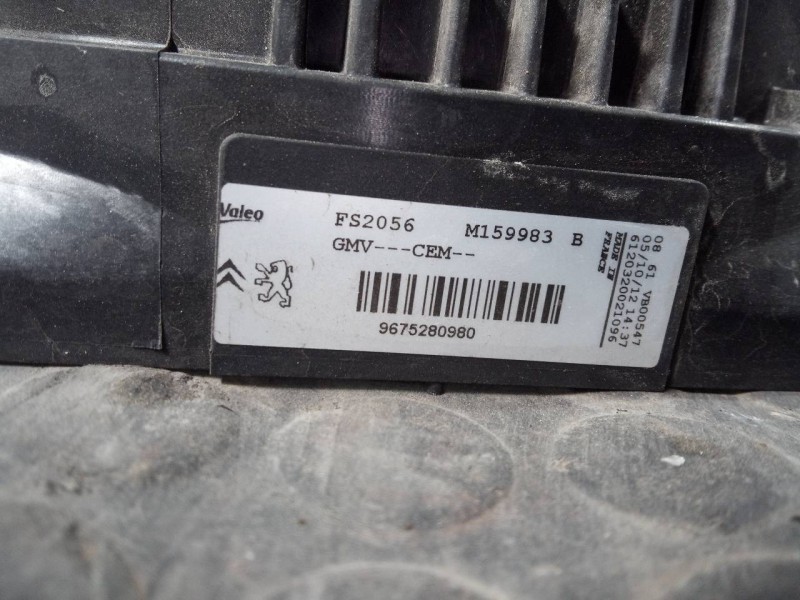 Valeo
FS2056 M159983 B
GMV---CEM--
9675280980
MADE IN
FRANCE
08 61 VB00547
05/10/12 14:37
6120320021096